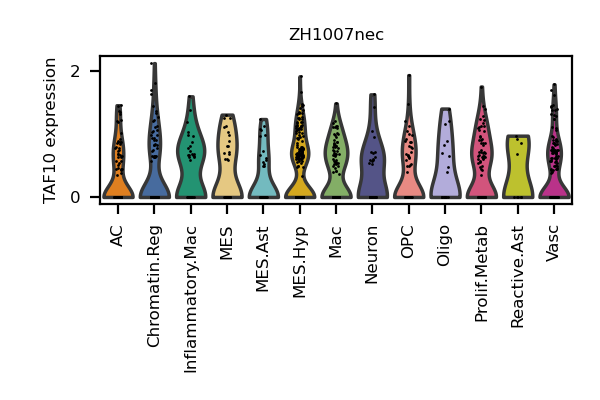 ZH1007nec
TAF10 expression
2
0
AC
Chromatin.Reg
Inflammatory.Mac
MES
MES.Ast
MES.Hyp
Mac
Neuron
OPC
Oligo
Prolif.Metab
Reactive.Ast
Vasc